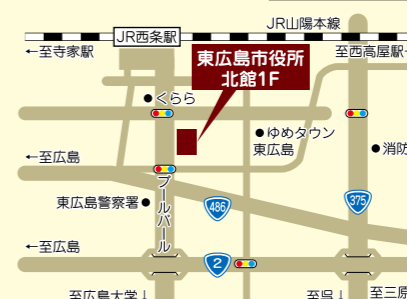 JR山陽本線
JR西条駅
←至寺家駅
至西高屋駅→
東広島市役所
北館1F
●くらら
●ゆめタウン
東広島
●消防
←至広島
ブールバール
東広島警察署●
486
375
←至広島
2
至広島大学↓
至呉↓
至三原